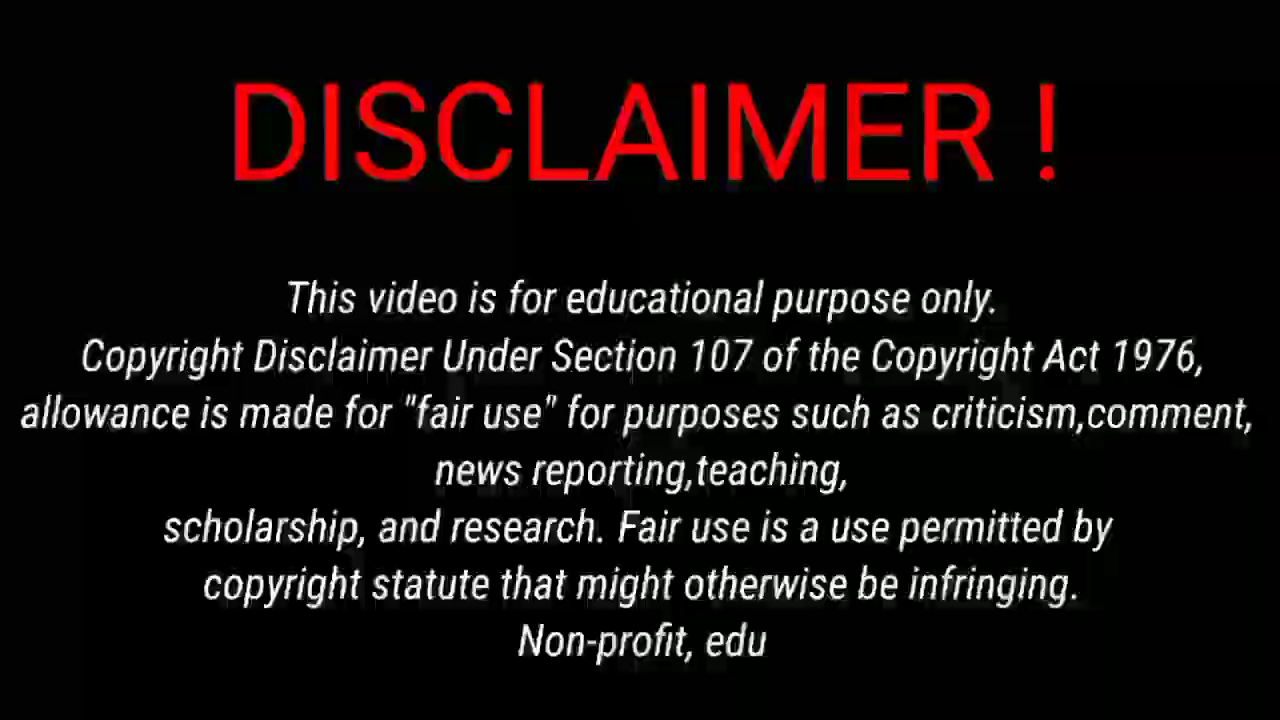 DISCLAIMER !
This video is for educational purpose only.
Copyright Disclaimer Under Section 107 of the Copyright Act 1976,
allowance is made for "fair use" for purposes such as criticism,comment,
news reporting,teaching,
scholarship, and research. Fair use is a use permitted by
copyright statute that might otherwise be infringing.
Non-profit, edu